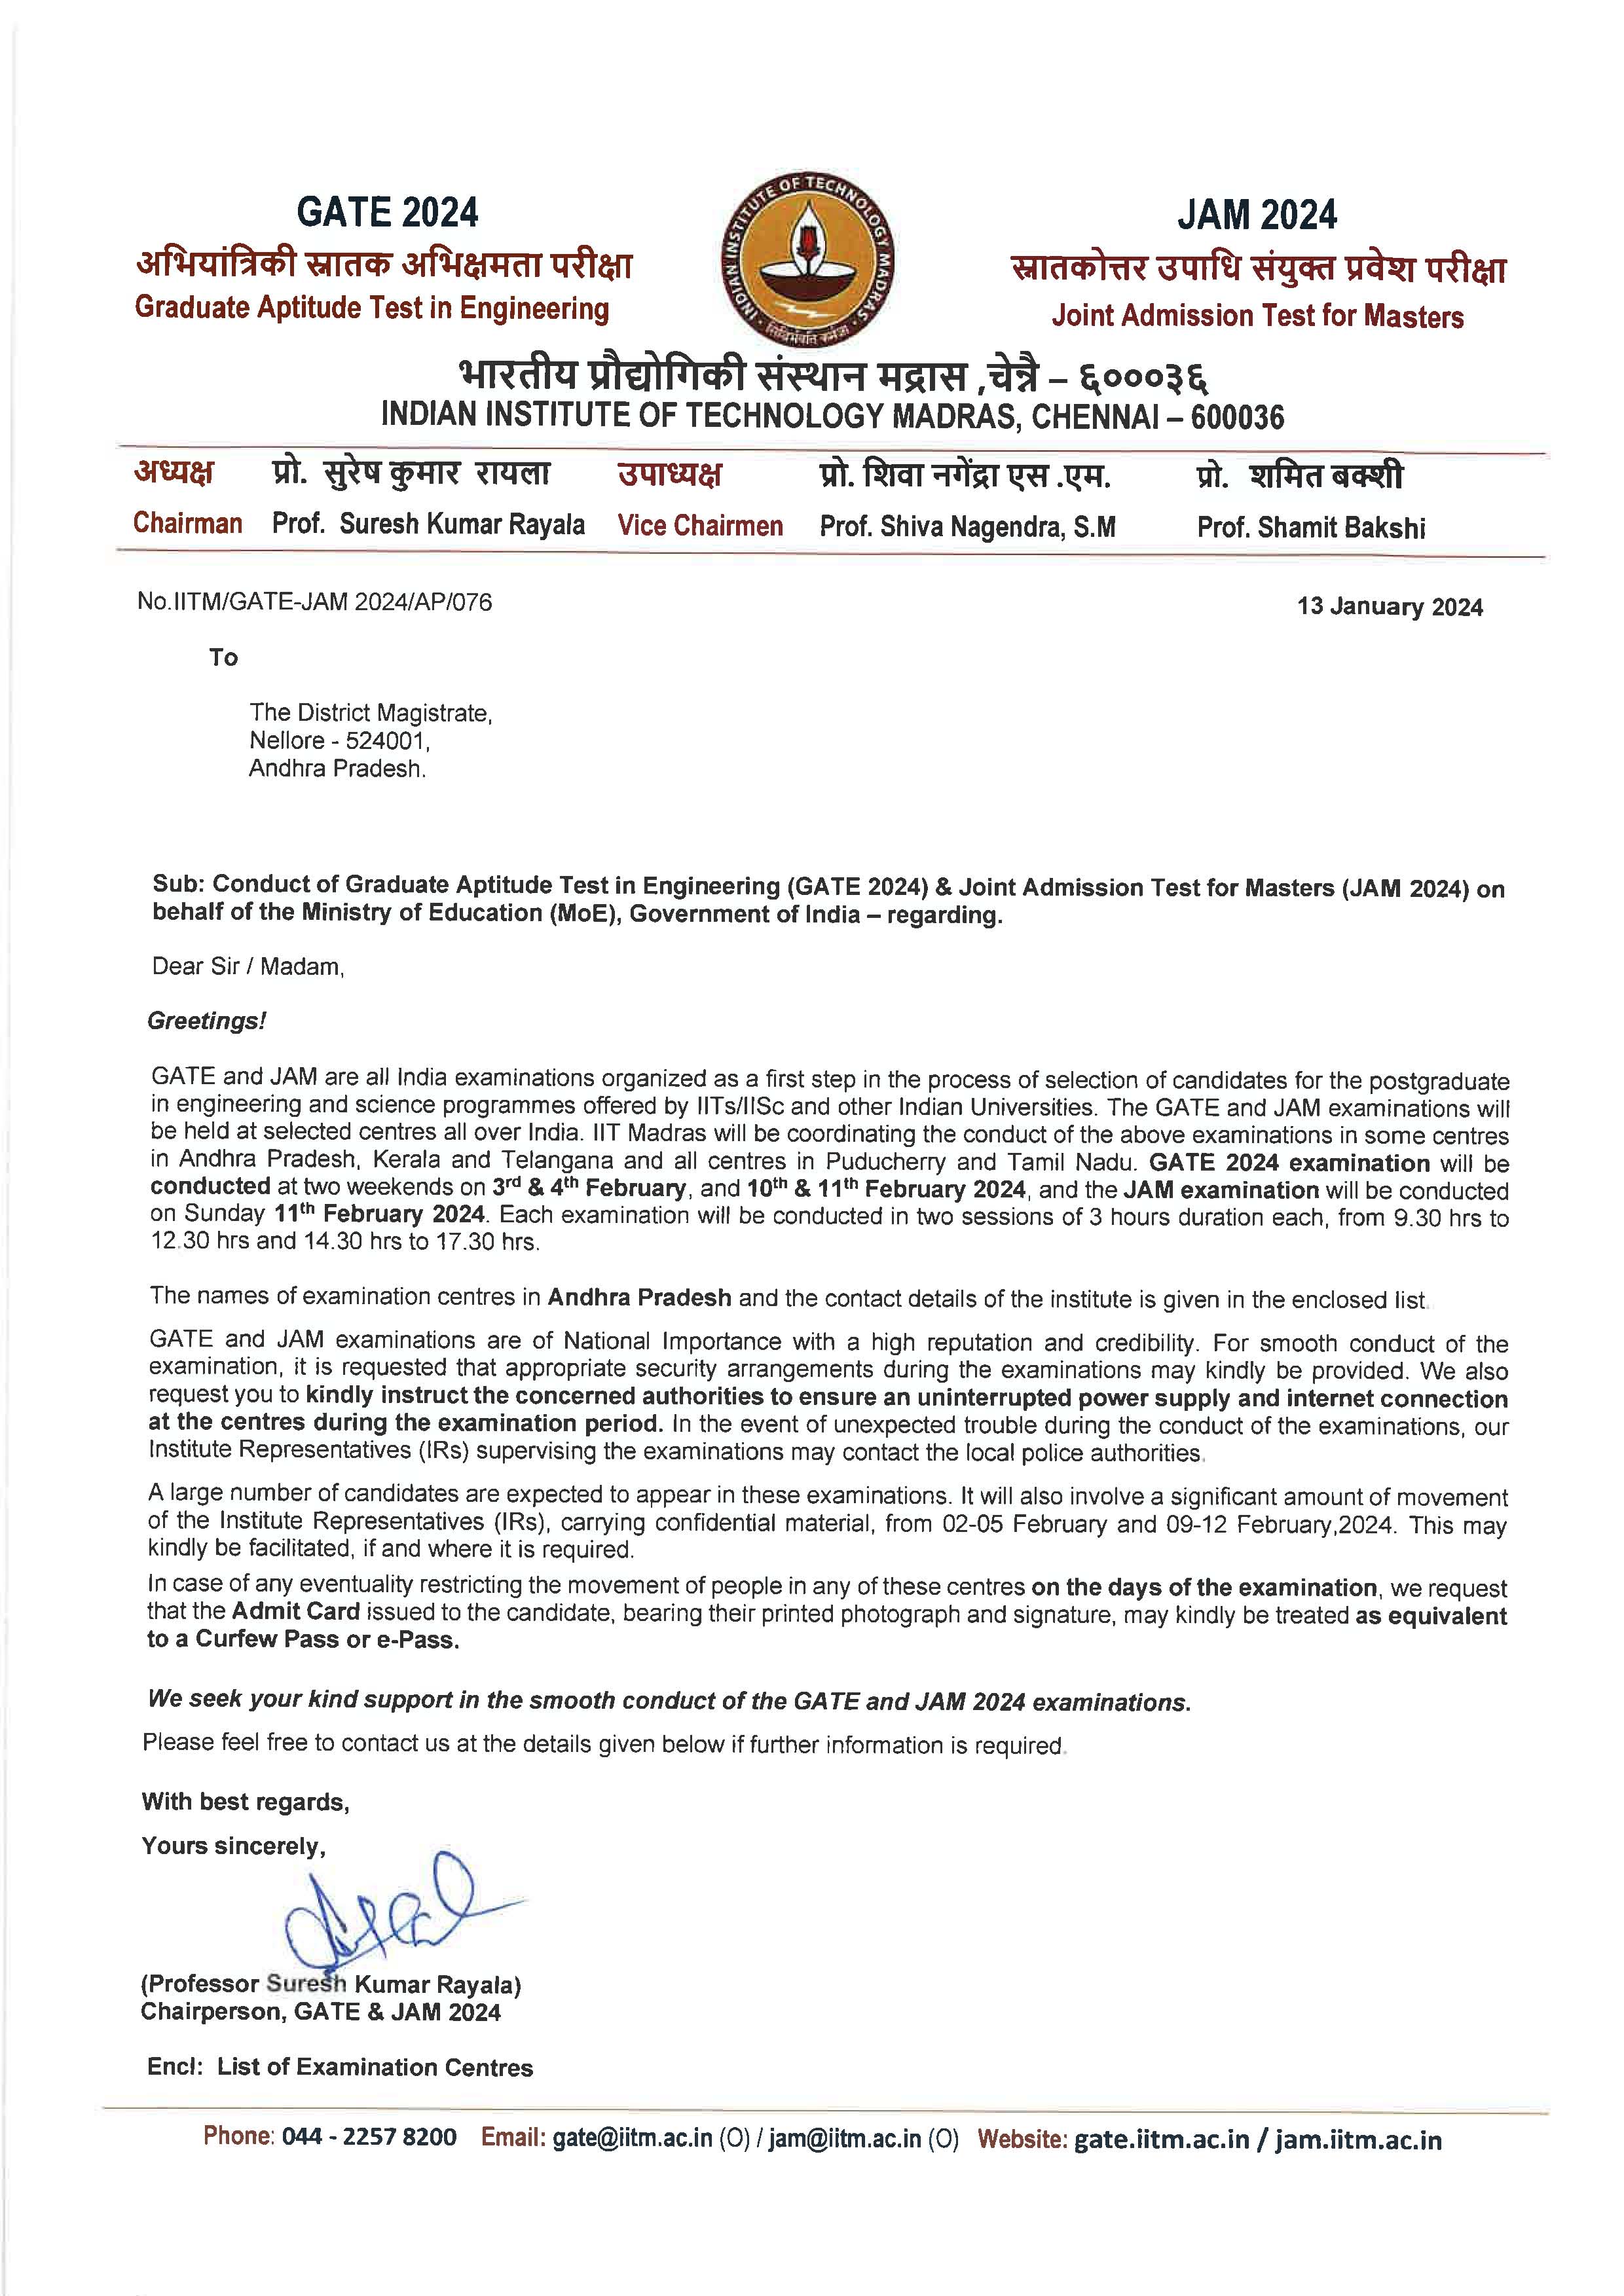 GATE 2024
अभियांत्रिकी स्नातक अभिक्षमता परीक्षा
Graduate Aptitude Test in Engineering
INDIAN INSTITUTE OF TECHNOLOGY MADRAS
सिद्धिर्भवति कर्मजा
JAM 2024
स्नातकोत्तर उपाधि संयुक्त प्रवेश परीक्षा
Joint Admission Test for Masters
भारतीय प्रौद्योगिकी संस्थान मद्रास ,चेन्नै – ६०००३६
INDIAN INSTITUTE OF TECHNOLOGY MADRAS, CHENNAI – 600036
अध्यक्ष प्रो. सुरेष कुमार रायला उपाध्यक्ष प्रो. शिवा नगेंद्रा एस .एम. प्रो. शमित बक्शी
Chairman Prof. Suresh Kumar Rayala Vice Chairmen Prof. Shiva Nagendra, S.M Prof. Shamit Bakshi
No.IITM/GATE-JAM 2024/AP/076 13 January 2024
To
The District Magistrate,
Nellore - 524001,
Andhra Pradesh.
Sub: Conduct of Graduate Aptitude Test in Engineering (GATE 2024) & Joint Admission Test for Masters (JAM 2024) on
behalf of the Ministry of Education (MoE), Government of India – regarding.
Dear Sir / Madam,
Greetings!
GATE and JAM are all India examinations organized as a first step in the process of selection of candidates for the postgraduate
in engineering and science programmes offered by IITs/IISc and other Indian Universities. The GATE and JAM examinations will
be held at selected centres all over India. IIT Madras will be coordinating the conduct of the above examinations in some centres
in Andhra Pradesh, Kerala and Telangana and all centres in Puducherry and Tamil Nadu. GATE 2024 examination will be
conducted at two weekends on 3rd & 4th February, and 10th & 11th February 2024, and the JAM examination will be conducted
on Sunday 11th February 2024. Each examination will be conducted in two sessions of 3 hours duration each, from 9.30 hrs to
12.30 hrs and 14.30 hrs to 17.30 hrs.
The names of examination centres in Andhra Pradesh and the contact details of the institute is given in the enclosed list.
GATE and JAM examinations are of National Importance with a high reputation and credibility. For smooth conduct of the
examination, it is requested that appropriate security arrangements during the examinations may kindly be provided. We also
request you to kindly instruct the concerned authorities to ensure an uninterrupted power supply and internet connection
at the centres during the examination period. In the event of unexpected trouble during the conduct of the examinations, our
Institute Representatives (IRs) supervising the examinations may contact the local police authorities.
A large number of candidates are expected to appear in these examinations. It will also involve a significant amount of movement
of the Institute Representatives (IRs), carrying confidential material, from 02-05 February and 09-12 February,2024. This may
kindly be facilitated, if and where it is required.
In case of any eventuality restricting the movement of people in any of these centres on the days of the examination, we request
that the Admit Card issued to the candidate, bearing their printed photograph and signature, may kindly be treated as equivalent
to a Curfew Pass or e-Pass.
We seek your kind support in the smooth conduct of the GATE and JAM 2024 examinations.
Please feel free to contact us at the details given below if further information is required.
With best regards,
Yours sincerely,
(Professor Suresh Kumar Rayala)
Chairperson, GATE & JAM 2024
Encl: List of Examination Centres
Phone: 044 - 2257 8200 Email: gate@iitm.ac.in (O) / jam@iitm.ac.in (O) Website: gate.iitm.ac.in / jam.iitm.ac.in